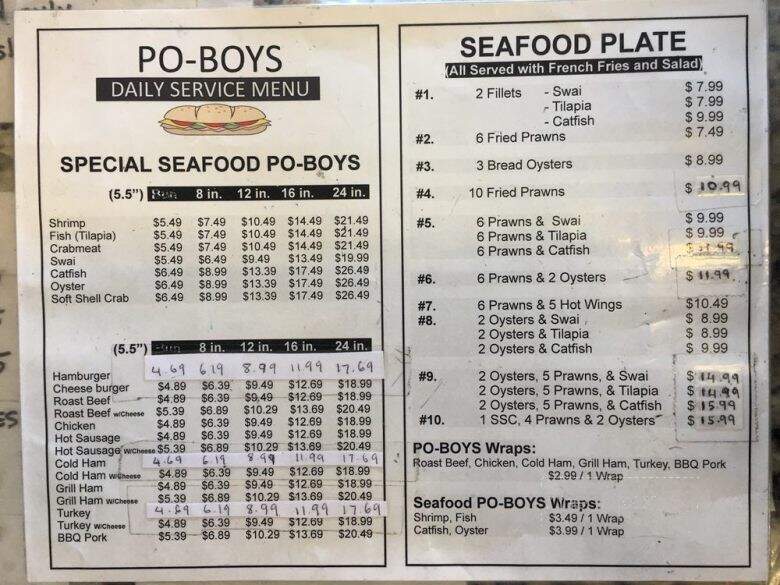 PO-BOYS
DAILY SERVICE MENU
SPECIAL SEAFOOD PO-BOYS
(5.5") Bun 8 in. 12 in. 16 in. 24 in.
Shrimp $5.49 $7.49 $10.49 $14.49 $21.49
Fish (Tilapia) $5.49 $7.49 $10.49 $14.49 $21.49
Crabmeat $5.49 $7.49 $10.49 $14.49 $21.49
Swai $5.49 $6.49 $9.49 $13.49 $19.99
Catfish $6.49 $8.99 $13.39 $17.49 $26.49
Oyster $6.49 $8.99 $13.39 $17.49 $26.49
Soft Shell Crab $6.49 $8.99 $13.39 $17.49 $26.49
(5.5") Bun 8 in. 12 in. 16 in. 24 in.
Hamburger 4.69 6.19 8.99 11.99 17.69
Cheese burger $4.89 $6.39 $9.49 $12.69 $18.99
Roast Beef $4.89 $6.39 $9.49 $12.69 $18.99
Roast Beef w/Cheese $5.39 $6.89 $10.29 $13.69 $20.49
Chicken $4.89 $6.39 $9.49 $12.69 $18.99
Hot Sausage $4.89 $6.39 $9.49 $12.69 $18.99
Hot Sausage w/Cheese $5.39 $6.89 $10.29 $13.69 $20.49
Cold Ham 4.69 6.19 8.99 11.99 17.69
Cold Ham w/Cheese $4.89 $6.39 $9.49 $12.69 $18.99
Grill Ham $4.89 $6.39 $9.49 $12.69 $18.99
Grill Ham w/Cheese $5.39 $6.89 $10.29 $13.69 $20.49
Turkey 4.69 6.19 8.99 11.99 17.69
Turkey w/Cheese $4.89 $6.39 $9.49 $12.69 $18.99
BBQ Pork $5.39 $6.89 $10.29 $13.69 $20.49
SEAFOOD PLATE
(All Served with French Fries and Salad)
#1. 2 Fillets - Swai $ 7.99
- Tilapia $ 7.99
- Catfish $ 9.99
#2. 6 Fried Prawns $ 7.49
#3. 3 Bread Oysters $ 8.99
#4. 10 Fried Prawns $ 10.99
#5. 6 Prawns & Swai $ 9.99
6 Prawns & Tilapia $ 9.99
6 Prawns & Catfish
#6. 6 Prawns & 2 Oysters $ 11.99
#7. 6 Prawns & 5 Hot Wings $10.49
#8. 2 Oysters & Swai $ 8.99
2 Oysters & Tilapia $ 8.99
2 Oysters & Catfish $ 9.99
#9. 2 Oysters, 5 Prawns, & Swai $ 14.99
2 Oysters, 5 Prawns, & Tilapia $ 14.99
2 Oysters, 5 Prawns, & Catfish $ 15.99
#10. 1 SSC, 4 Prawns & 2 Oysters $ 15.99
PO-BOYS Wraps:
Roast Beef, Chicken, Cold Ham, Grill Ham, Turkey, BBQ Pork
$2.99 / 1 Wrap
Seafood PO-BOYS Wraps:
Shrimp, Fish $3.49 / 1 Wrap
Catfish, Oyster $3.99 / 1 Wrap